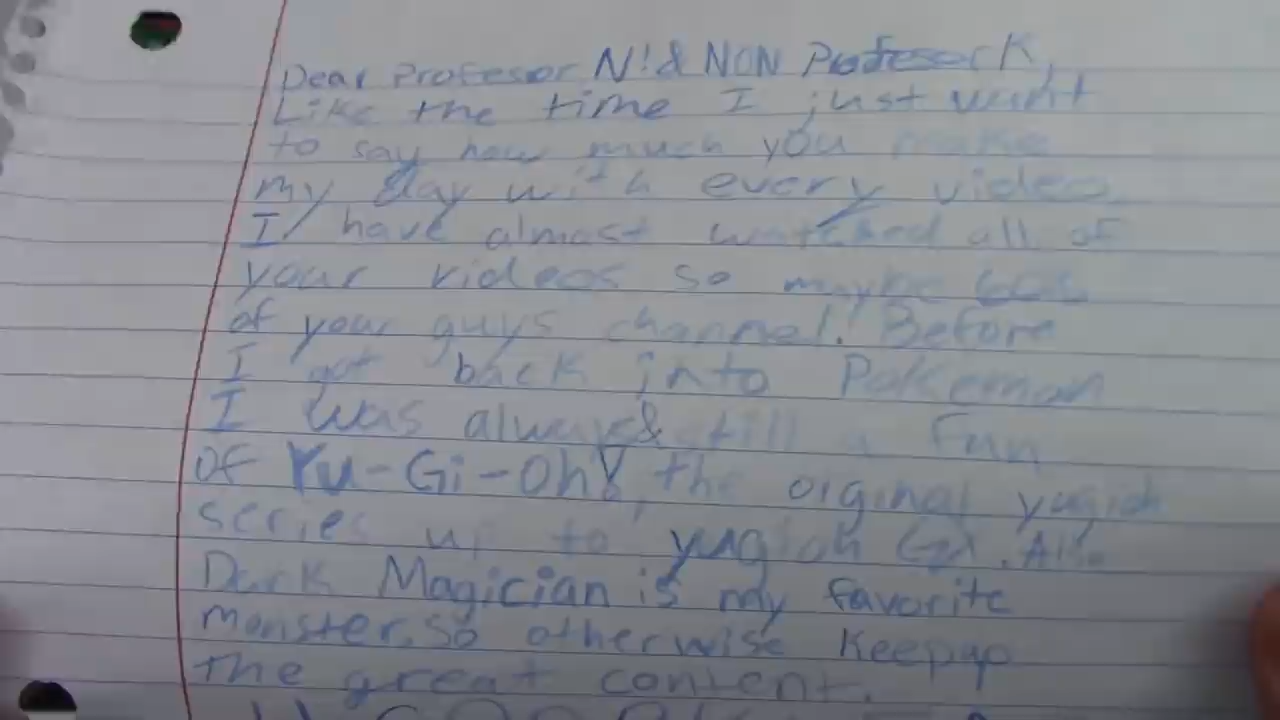 Dear Profesor N! & NON Profesor K,
Like the time I just want
to say how much you make
my day with every video.
I have almost watched all of
your videos so maybe 60%
of your guys channel! Before
I got back into Pokemon
I was always & still a fan
of Yu-Gi-Oh!, the orginal yugioh
series up to yugioh Gx. Also
Dark Magician is my favorite
monster. So otherwise Keep up
The great content.